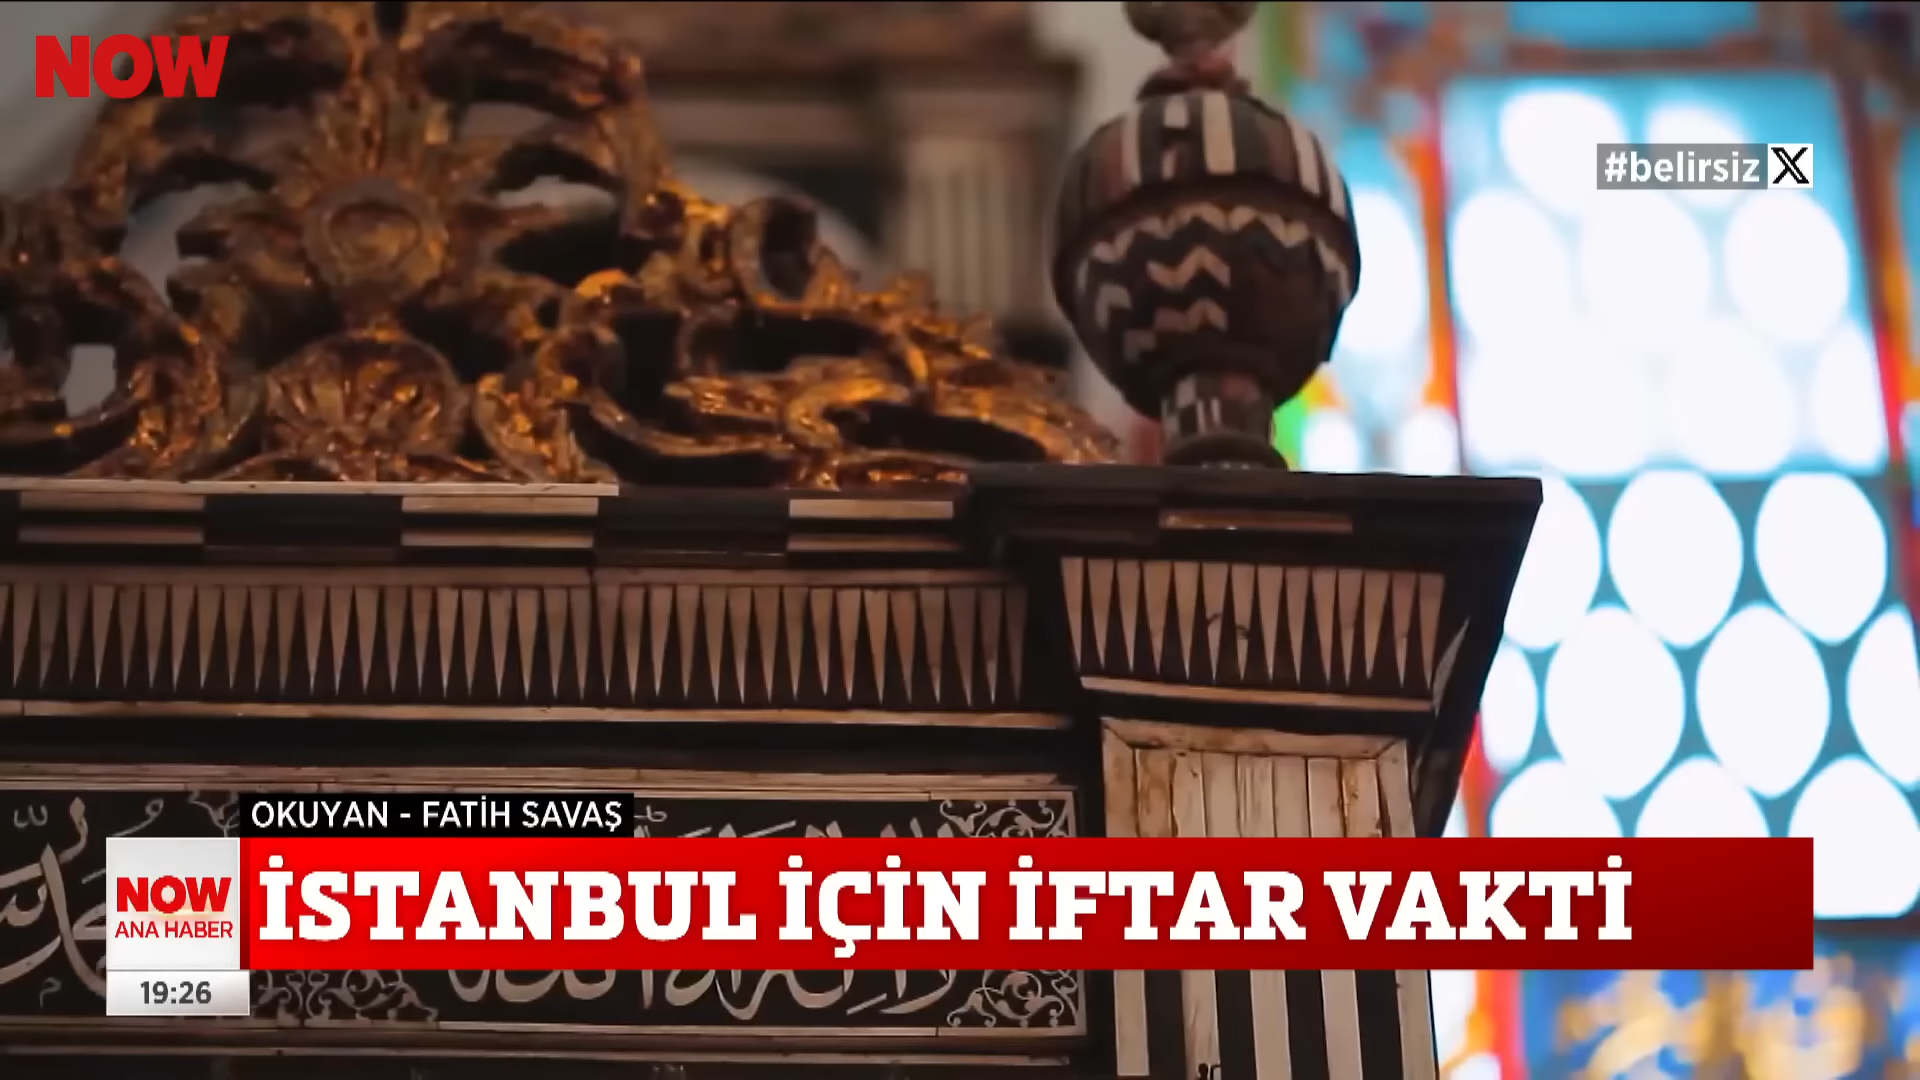 NOW
#belirsiz X
OKUYAN - FATİH SAVAŞ
NOW
ANA HABER
İSTANBUL İÇİN İFTAR VAKTİ
19:26